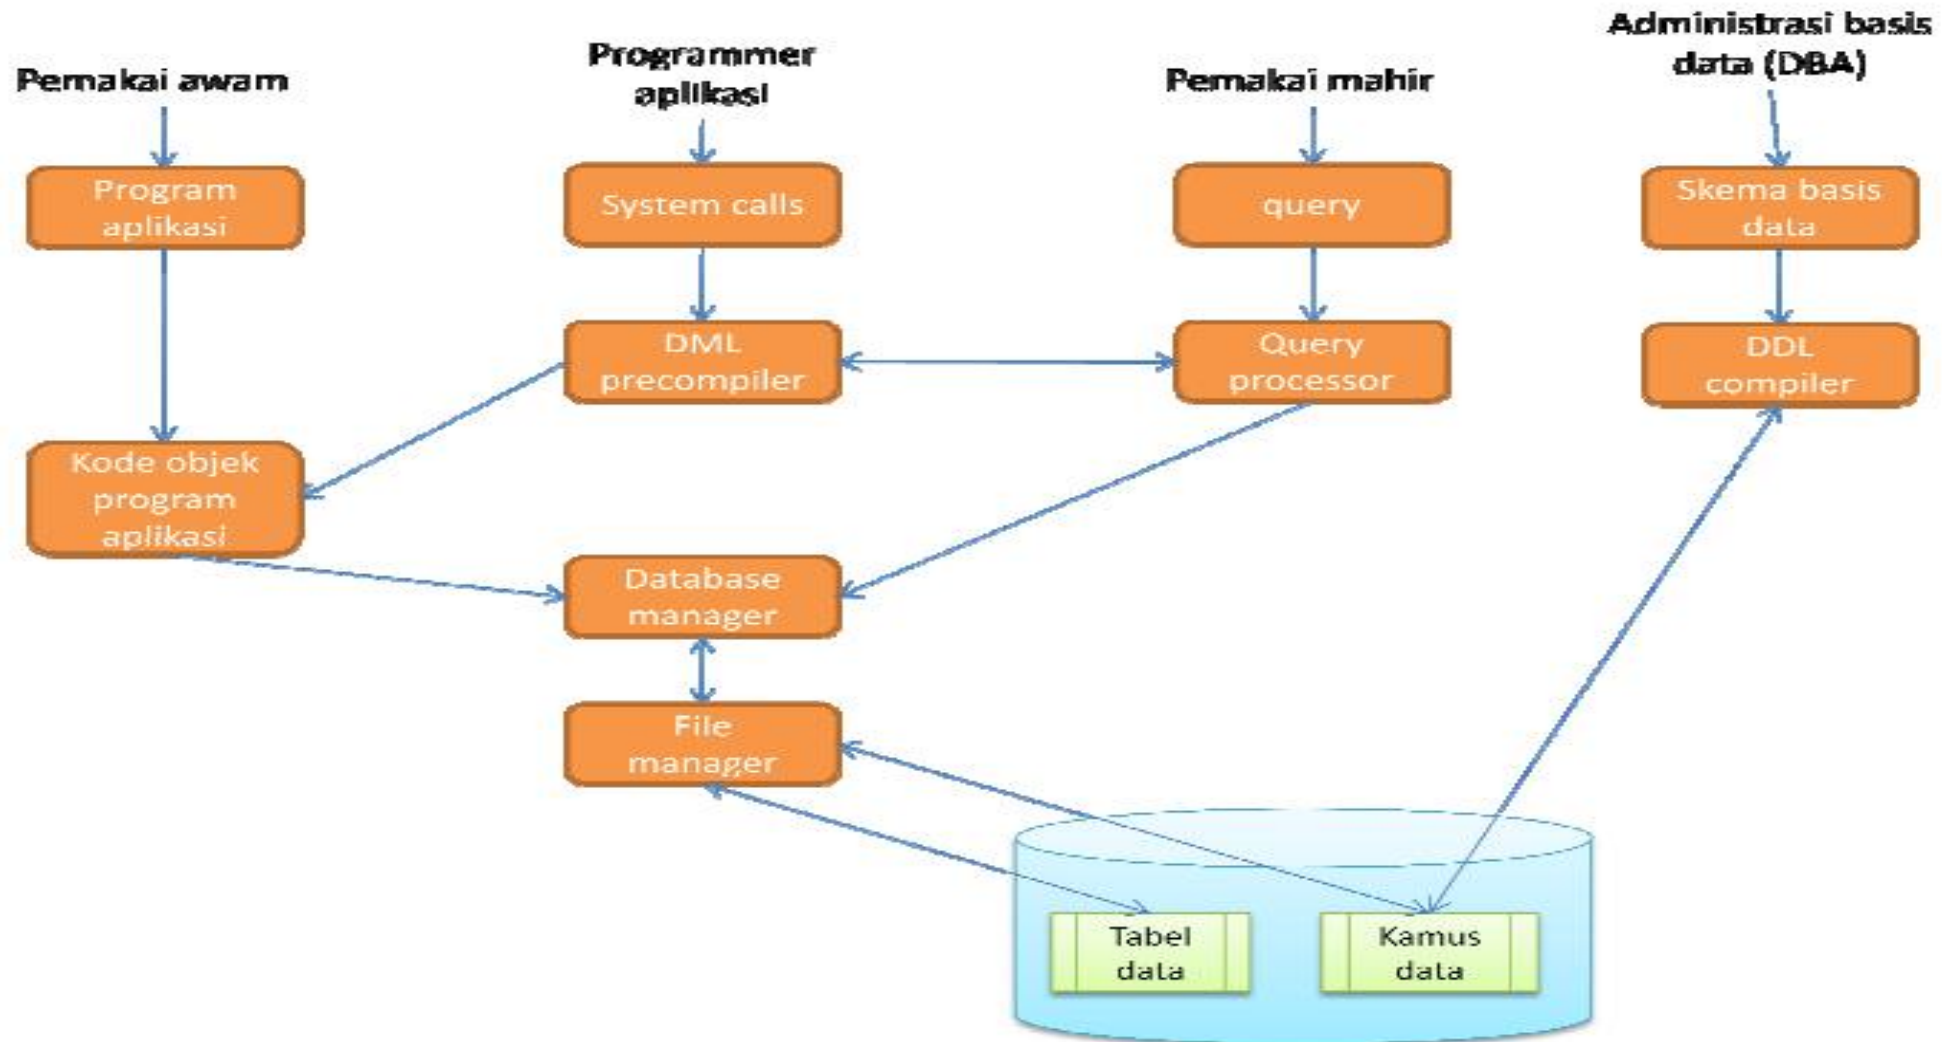 Pemakai awam
Programmer
aplikasi
Pemakai mahir
Administrasi basis
data (DBA)
Program
aplikasi
System calls
query
Skema basis
data
DML
precompiler
Query
processor
DDL
compiler
Kode objek
program
aplikasi
Database
manager
File
manager
Tabel
data
Kamus
data